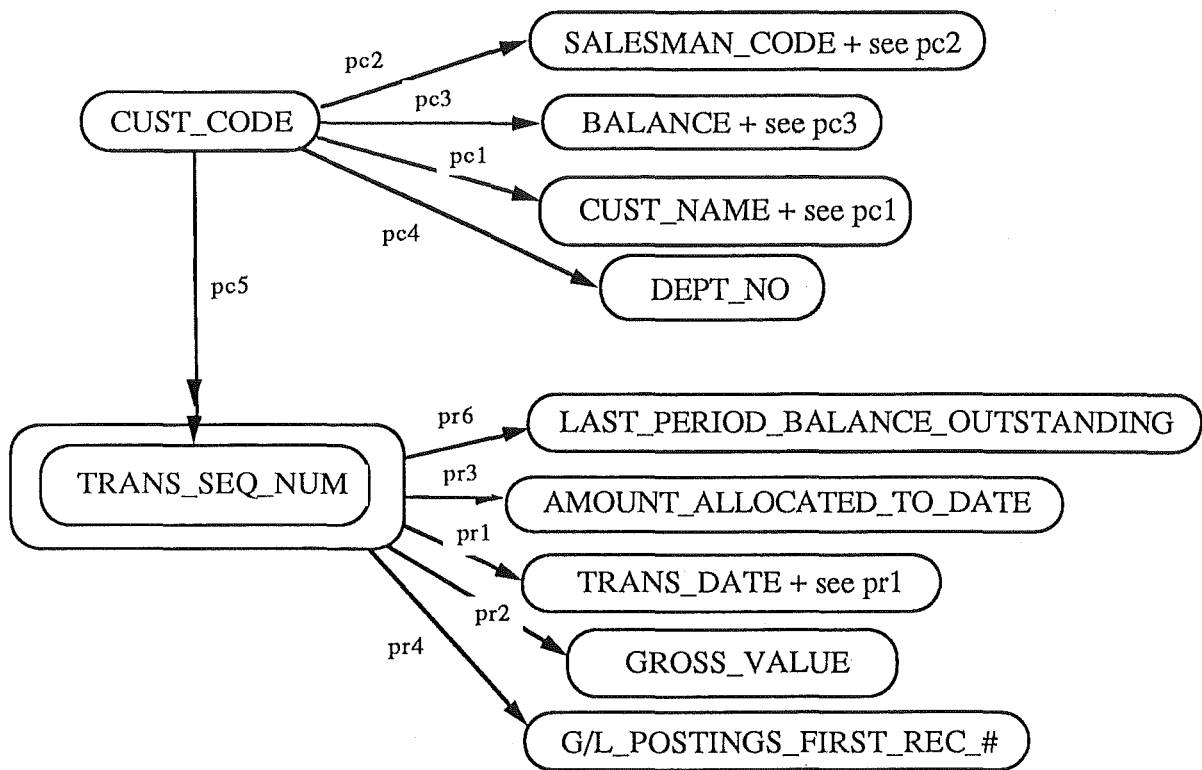 SALESMAN_CODE + see pc2
pc2
CUST_CODE
pc3
BALANCE + see pc3
pc1
CUST_NAME + see pc1
pc4
DEPT_NO
pc5
LAST_PERIOD_BALANCE_OUTSTANDING
pr6
TRANS_SEQ_NUM
pr3
AMOUNT_ALLOCATED_TO_DATE
pr1
TRANS_DATE + see pr1
pr2
pr4
GROSS_VALUE
G/L_POSTINGS_FIRST_REC_#